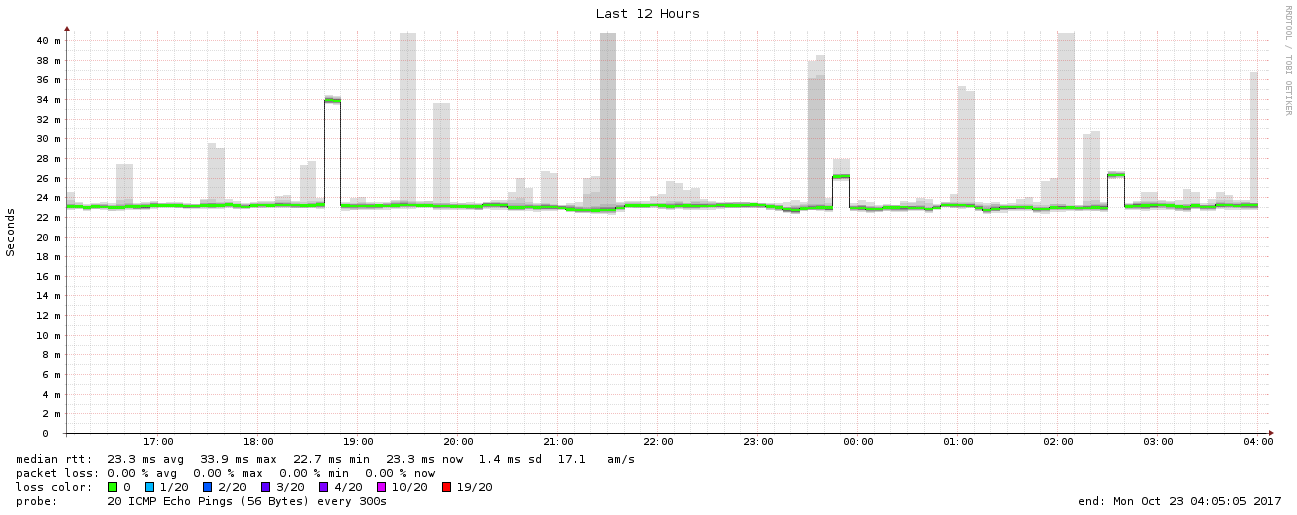 Last 12 Hours
RRDTOOL / TOBI OETIKER
Seconds
40 m
38 m
36 m
34 m
32 m
30 m
28 m
26 m
24 m
22 m
20 m
18 m
16 m
14 m
12 m
10 m
8 m
6 m
4 m
2 m
0
17:00 18:00 19:00 20:00 21:00 22:00 23:00 00:00 01:00 02:00 03:00 04:00
median rtt: 23.3 ms avg 33.9 ms max 22.7 ms min 23.3 ms now 1.4 ms sd 17.1 am/s
packet loss: 0.00 % avg 0.00 % max 0.00 % min 0.00 % now
loss color: 0 1/20 2/20 3/20 4/20 10/20 19/20
probe: 20 ICMP Echo Pings (56 Bytes) every 300s end: Mon Oct 23 04:05:05 2017